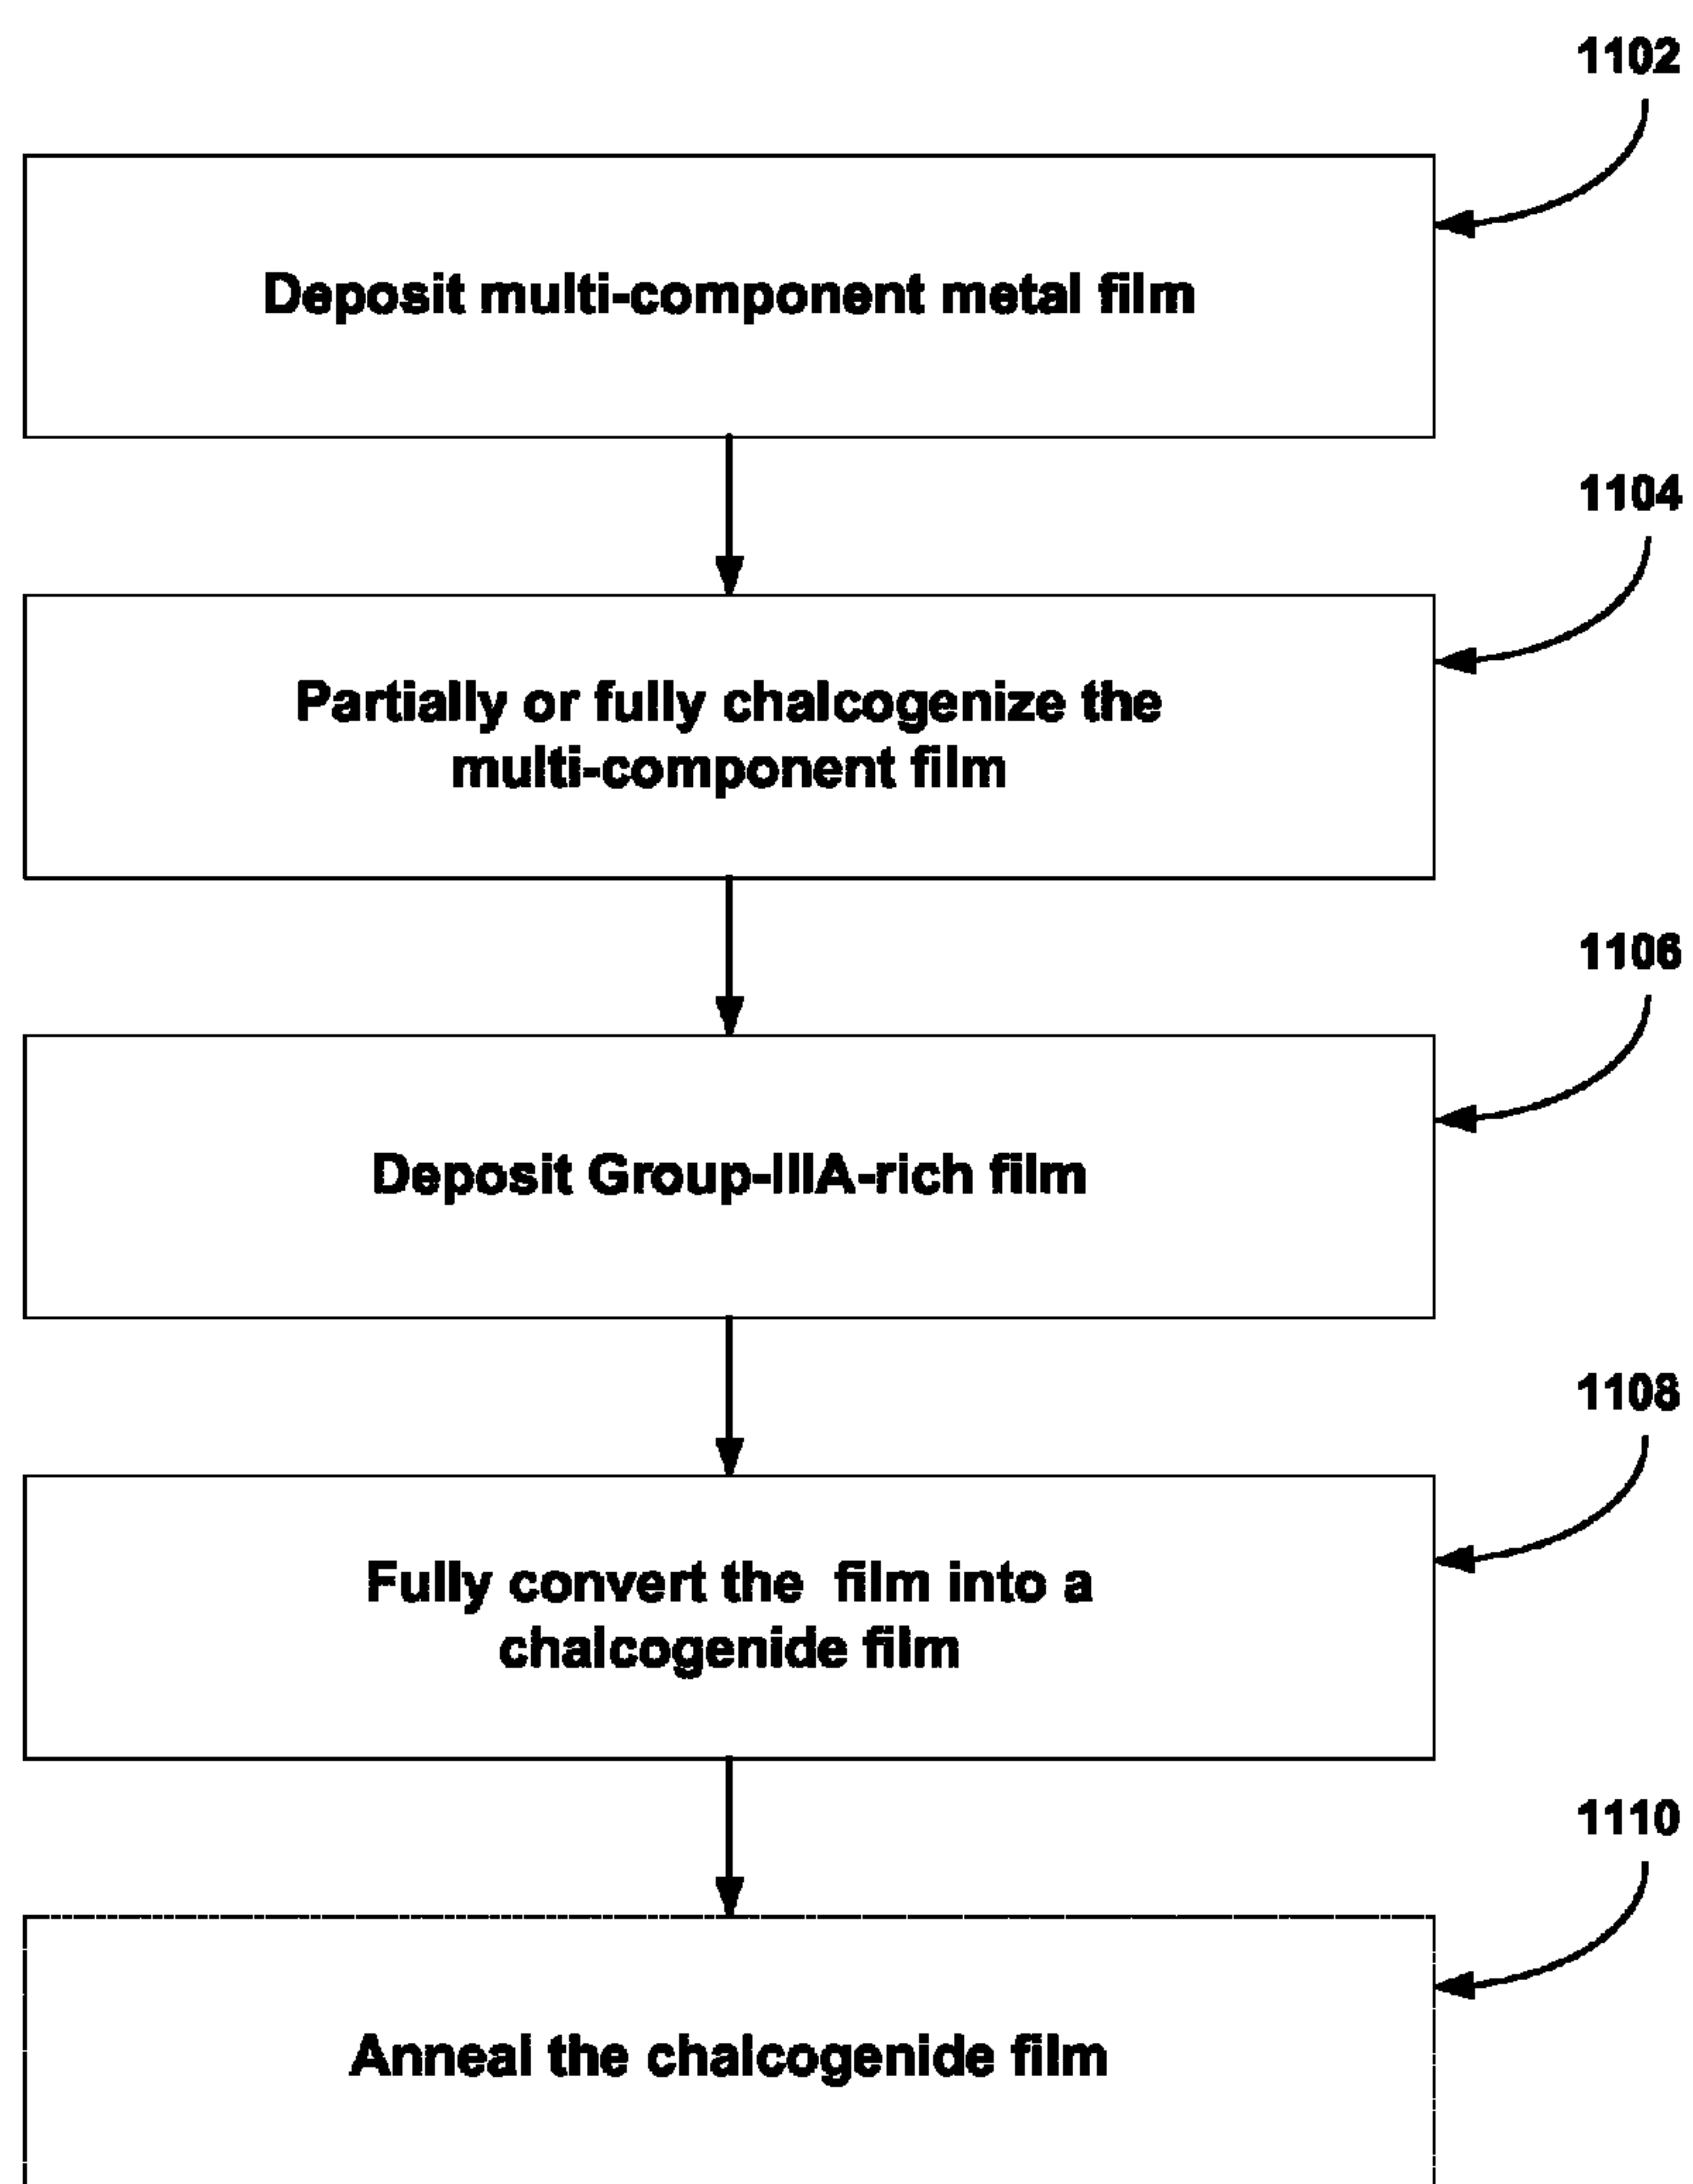 1102
Deposit multi-component metal film
1104
Partially or fully chalcogenize the
multi-component film
1106
Deposit Group-IIIA-rich film
1108
Fully convert the film into a
chalcogenide film
1110
Anneal the chalcogenide film